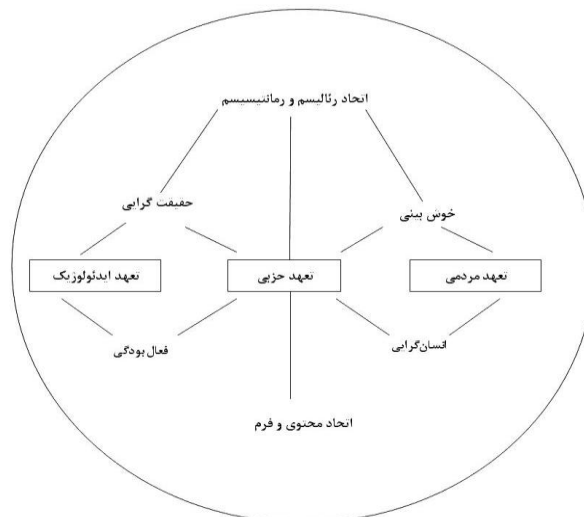 اتحاد رئالیسم و رمانتیسیسم
خوش بینی
حقیقت گرایی
تعهد مردمی
تعهد حزبی
تعهد ایدئولوژیک
انسان‌گرایی
فعال بودگی
اتحاد محتوی و فرم